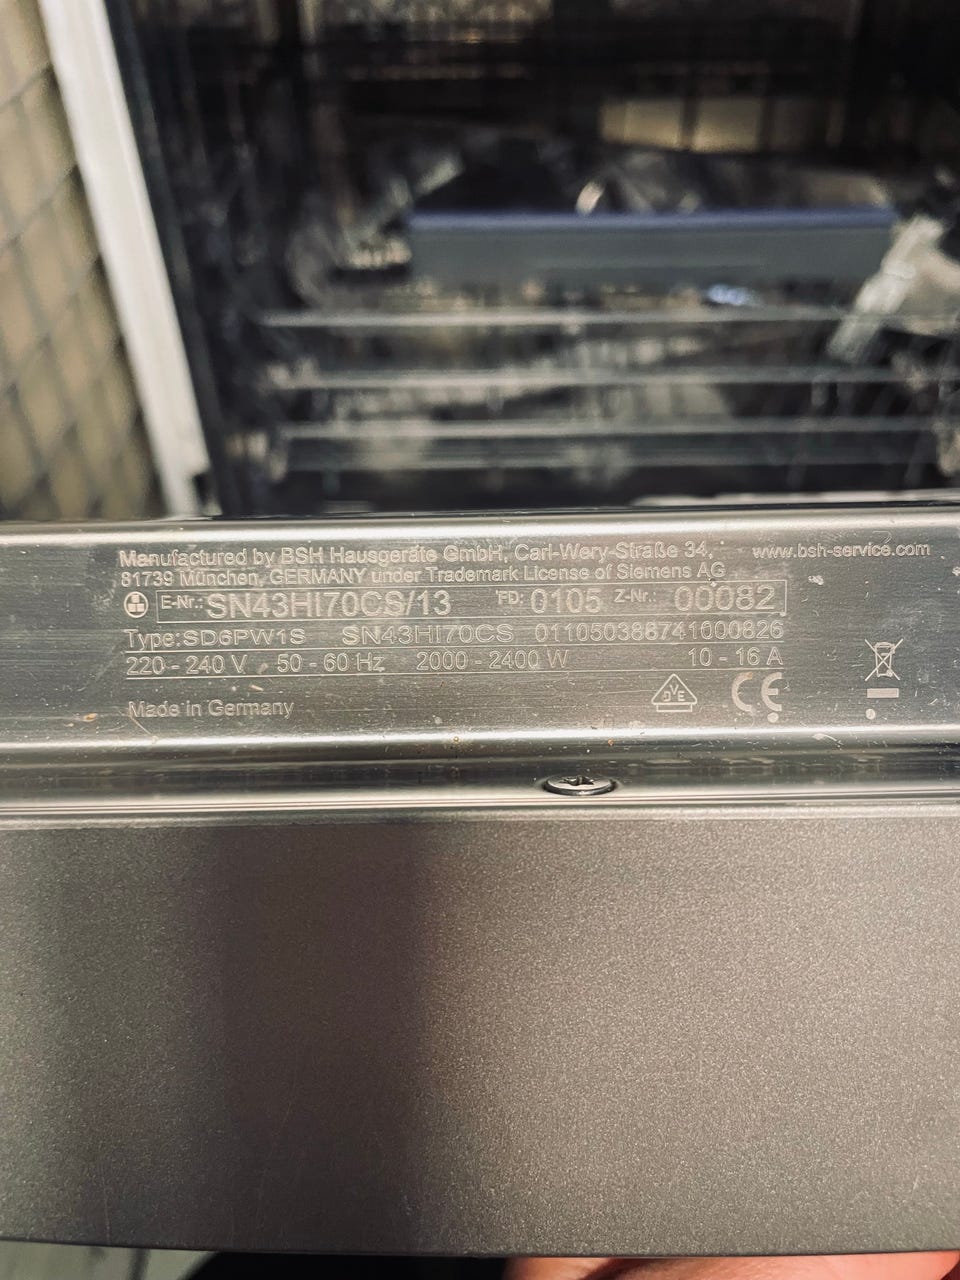 Manufactured by BSH Hausgeräte GmbH, Carl-Wery-Straße 34, www.bsh-service.com
81739 München, GERMANY under Trademark License of Siemens AG
E-Nr.: SN43HI70CS/13 FD: 0105 Z-Nr.: 00082
Type: SD6PW1S SN43HI70CS 011050388741000826
220 - 240 V 50 - 60 Hz 2000 - 2400 W 10 - 16 A
Made in Germany DVE CE